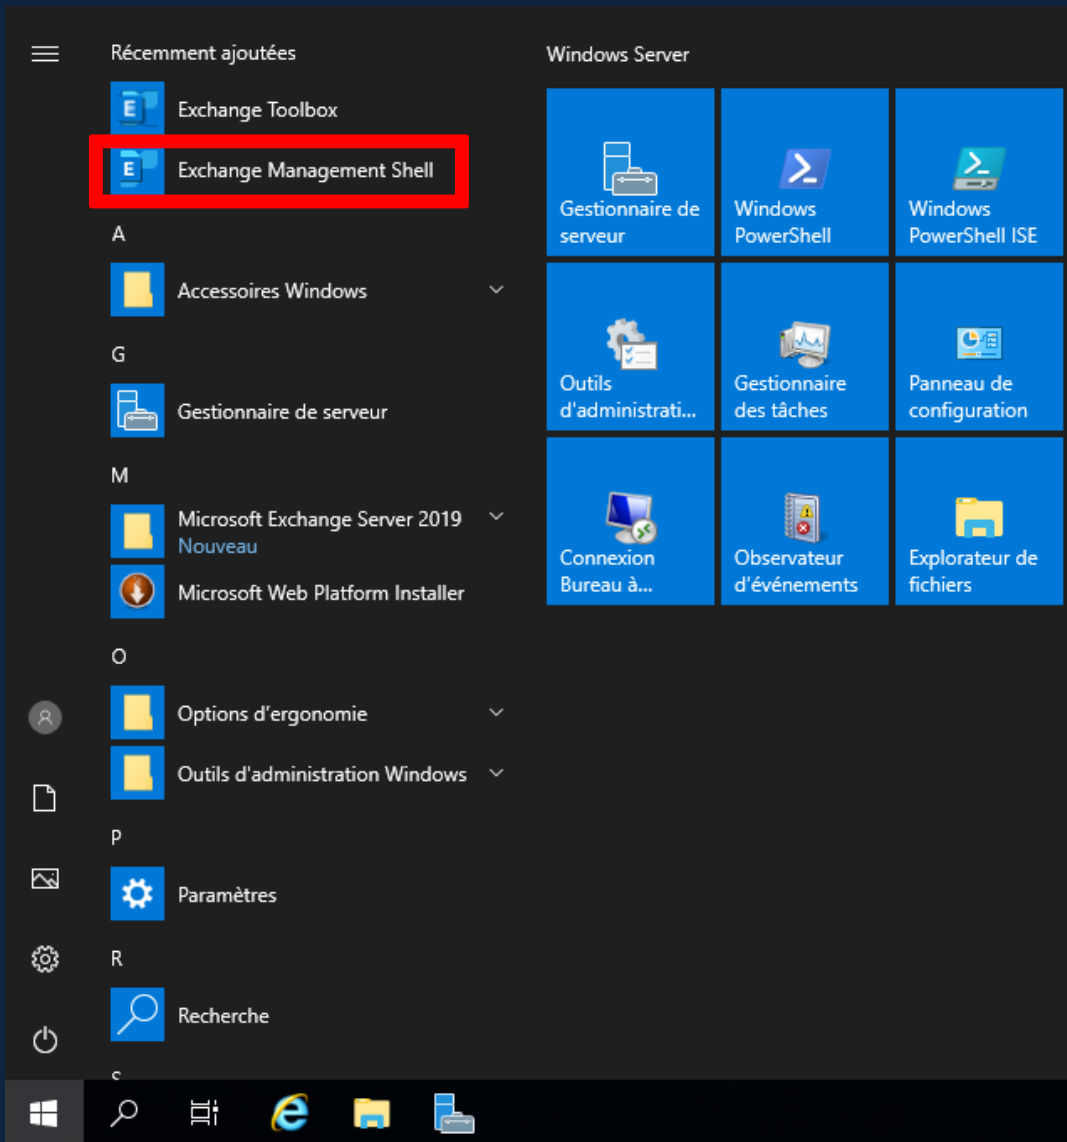 Récemment ajoutées
Exchange Toolbox
Exchange Management Shell
A
Accessoires Windows
G
Gestionnaire de serveur
M
Microsoft Exchange Server 2019
Nouveau
Microsoft Web Platform Installer
O
Options d'ergonomie
Outils d'administration Windows
P
Paramètres
R
Recherche
Windows Server
Gestionnaire de
serveur
Windows
PowerShell
Windows
PowerShell ISE
Outils
d'administrati...
Gestionnaire
des tâches
Panneau de
configuration
Connexion
Bureau à...
Observateur
d'événements
Explorateur de
fichiers